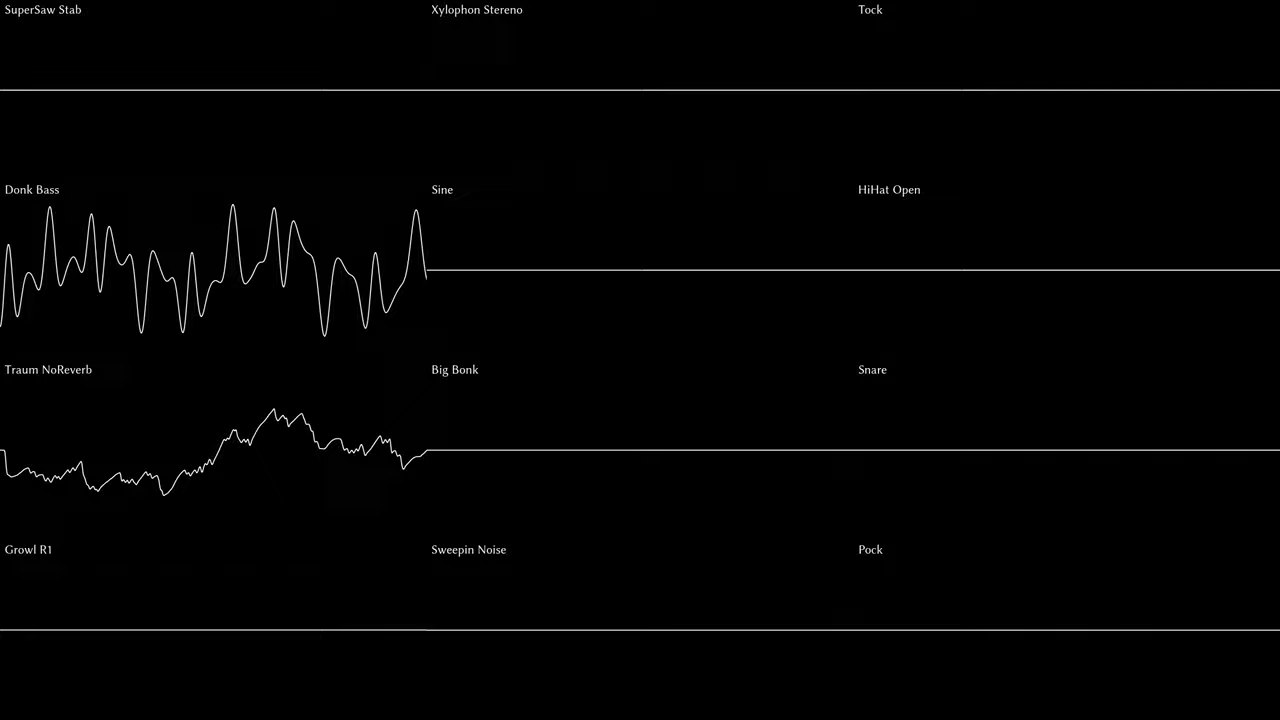 SuperSaw Stab
Xylophon Stereno
Tock
Donk Bass
Sine
HiHat Open
Traum NoReverb
Big Bonk
Snare
Growl R1
Sweepin Noise
Pock